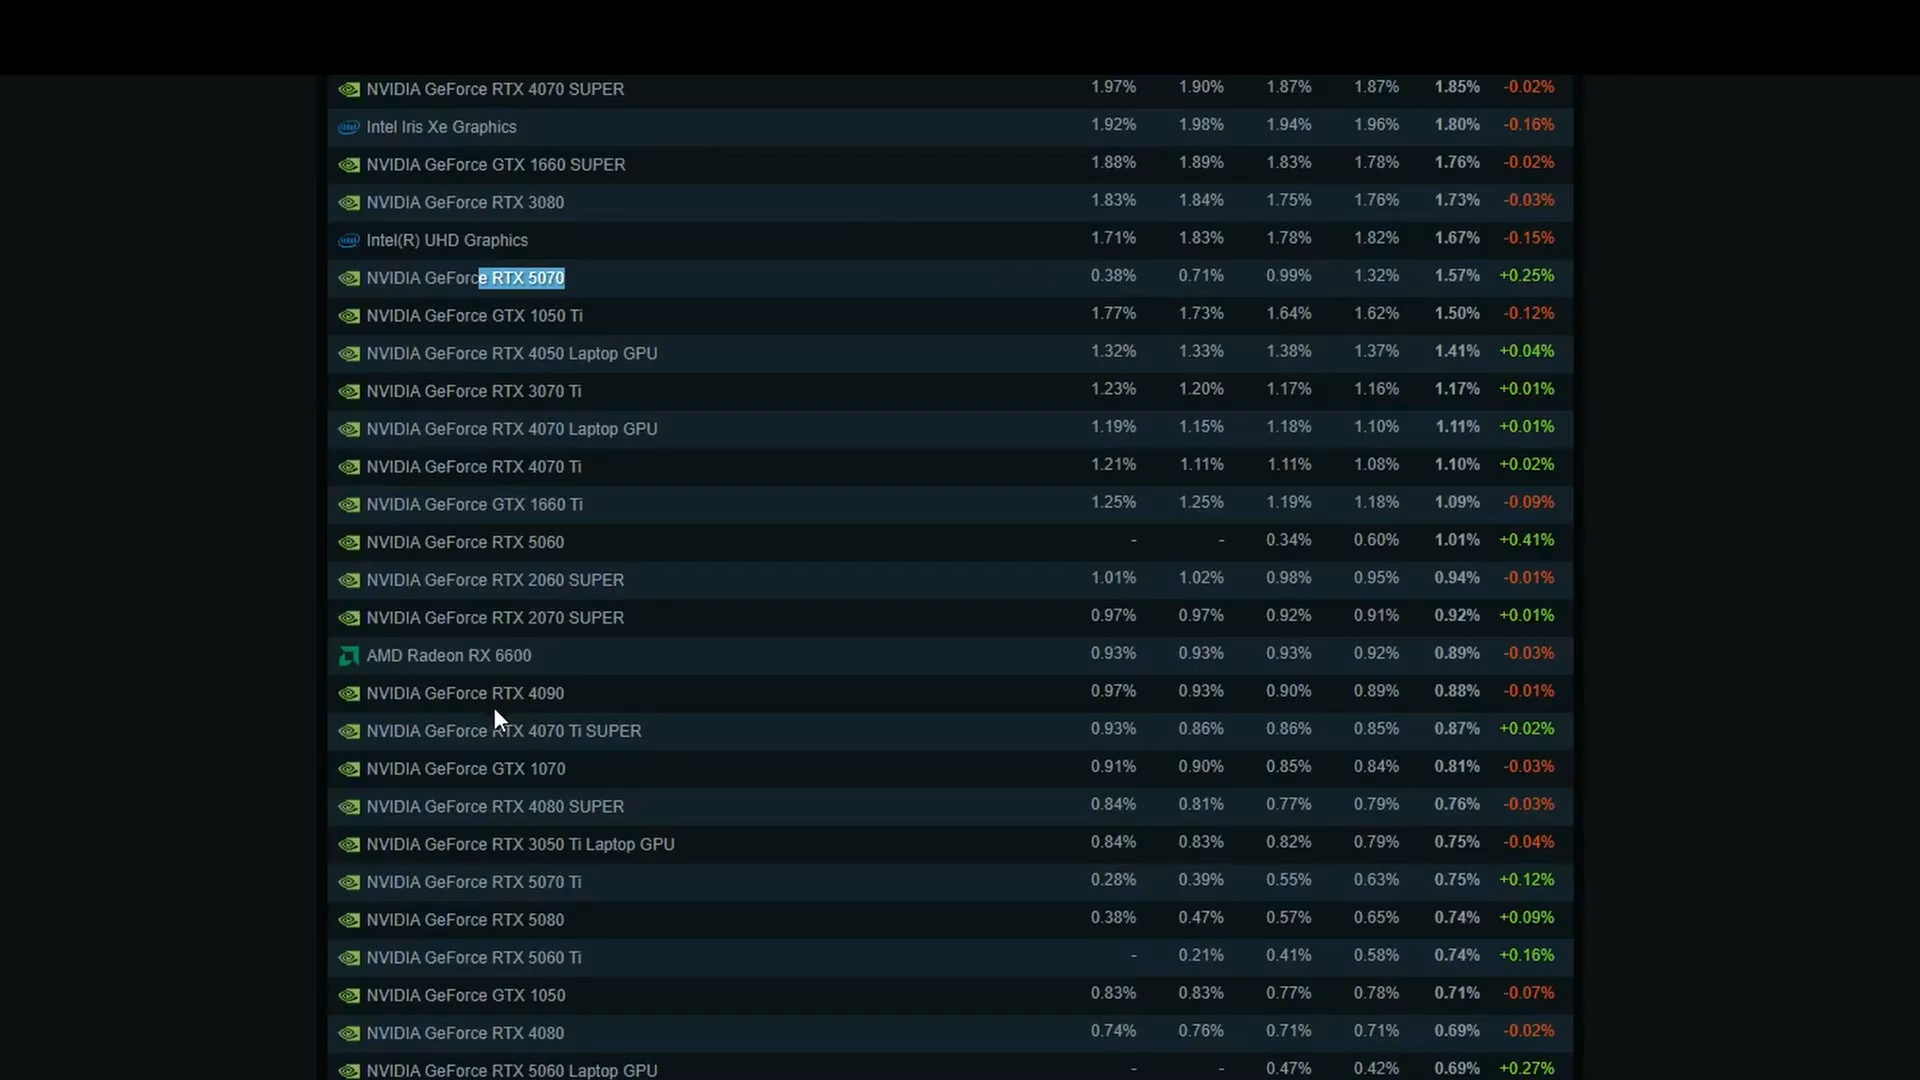 NVIDIA GeForce RTX 4070 SUPER 1.97% 1.90% 1.87% 1.87% 1.85% -0.02%
intel Intel Iris Xe Graphics 1.92% 1.98% 1.94% 1.96% 1.80% -0.16%
NVIDIA GeForce GTX 1660 SUPER 1.88% 1.89% 1.83% 1.78% 1.76% -0.02%
NVIDIA GeForce RTX 3080 1.83% 1.84% 1.75% 1.76% 1.73% -0.03%
intel Intel(R) UHD Graphics 1.71% 1.83% 1.78% 1.82% 1.67% -0.15%
NVIDIA GeForce RTX 5070 0.38% 0.71% 0.99% 1.32% 1.57% +0.25%
NVIDIA GeForce GTX 1050 Ti 1.77% 1.73% 1.64% 1.62% 1.50% -0.12%
NVIDIA GeForce RTX 4050 Laptop GPU 1.32% 1.33% 1.38% 1.37% 1.41% +0.04%
NVIDIA GeForce RTX 3070 Ti 1.23% 1.20% 1.17% 1.16% 1.17% +0.01%
NVIDIA GeForce RTX 4070 Laptop GPU 1.19% 1.15% 1.18% 1.10% 1.11% +0.01%
NVIDIA GeForce RTX 4070 Ti 1.21% 1.11% 1.11% 1.08% 1.10% +0.02%
NVIDIA GeForce GTX 1660 Ti 1.25% 1.25% 1.19% 1.18% 1.09% -0.09%
NVIDIA GeForce RTX 5060 - - 0.34% 0.60% 1.01% +0.41%
NVIDIA GeForce RTX 2060 SUPER 1.01% 1.02% 0.98% 0.95% 0.94% -0.01%
NVIDIA GeForce RTX 2070 SUPER 0.97% 0.97% 0.92% 0.91% 0.92% +0.01%
AMD Radeon RX 6600 0.93% 0.93% 0.93% 0.92% 0.89% -0.03%
NVIDIA GeForce RTX 4090 0.97% 0.93% 0.90% 0.89% 0.88% -0.01%
NVIDIA GeForce RTX 4070 Ti SUPER 0.93% 0.86% 0.86% 0.85% 0.87% +0.02%
NVIDIA GeForce GTX 1070 0.91% 0.90% 0.85% 0.84% 0.81% -0.03%
NVIDIA GeForce RTX 4080 SUPER 0.84% 0.81% 0.77% 0.79% 0.76% -0.03%
NVIDIA GeForce RTX 3050 Ti Laptop GPU 0.84% 0.83% 0.82% 0.79% 0.75% -0.04%
NVIDIA GeForce RTX 5070 Ti 0.28% 0.39% 0.55% 0.63% 0.75% +0.12%
NVIDIA GeForce RTX 5080 0.38% 0.47% 0.57% 0.65% 0.74% +0.09%
NVIDIA GeForce RTX 5060 Ti - 0.21% 0.41% 0.58% 0.74% +0.16%
NVIDIA GeForce GTX 1050 0.83% 0.83% 0.77% 0.78% 0.71% -0.07%
NVIDIA GeForce RTX 4080 0.74% 0.76% 0.71% 0.71% 0.69% -0.02%
NVIDIA GeForce RTX 5060 Laptop GPU - - 0.47% 0.42% 0.69% +0.27%